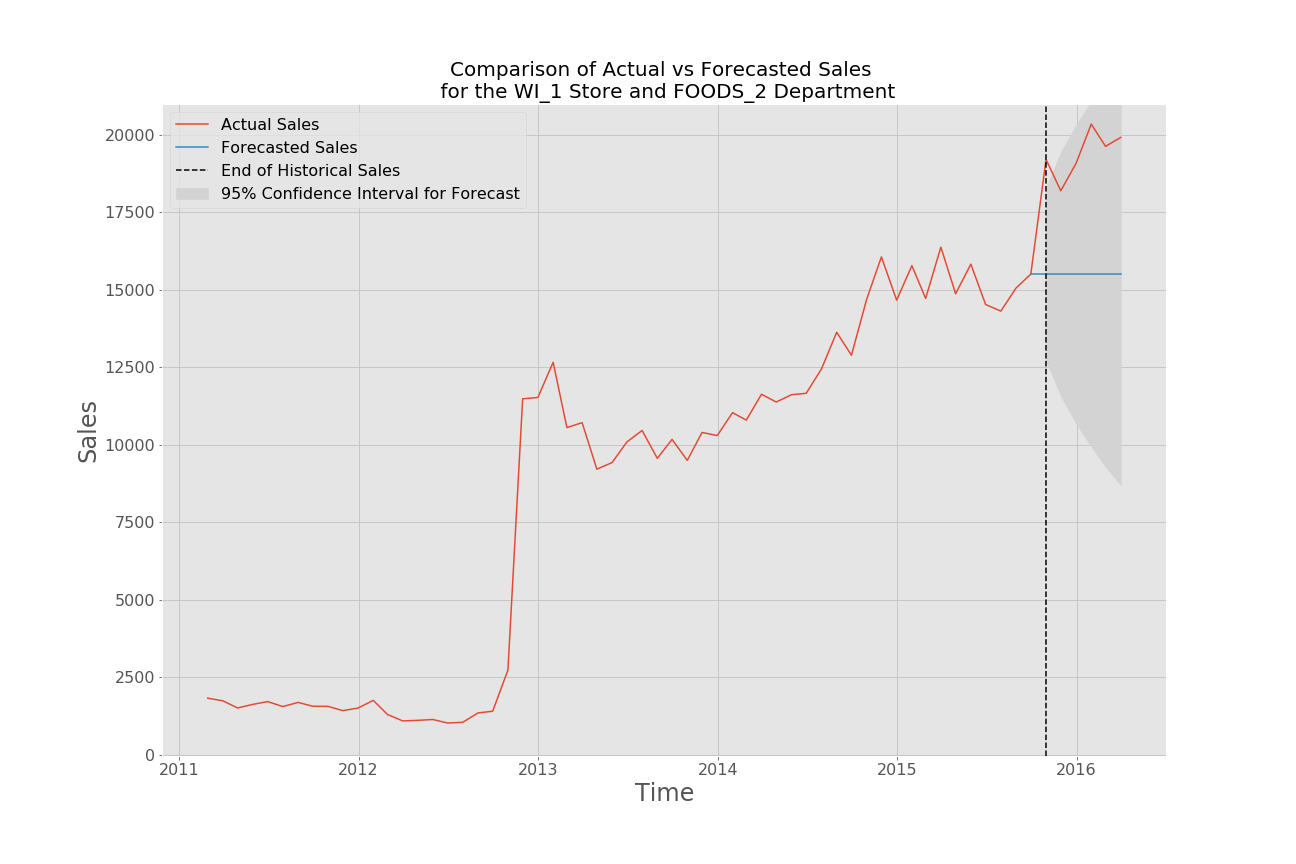 Comparison of Actual vs Forecasted Sales
for the WI_1 Store and FOODS_2 Department
Actual Sales
Forecasted Sales
End of Historical Sales
95% Confidence Interval for Forecast
20000
17500
15000
12500
10000
7500
5000
2500
0
Sales
2011 2012 2013 2014 2015 2016
Time